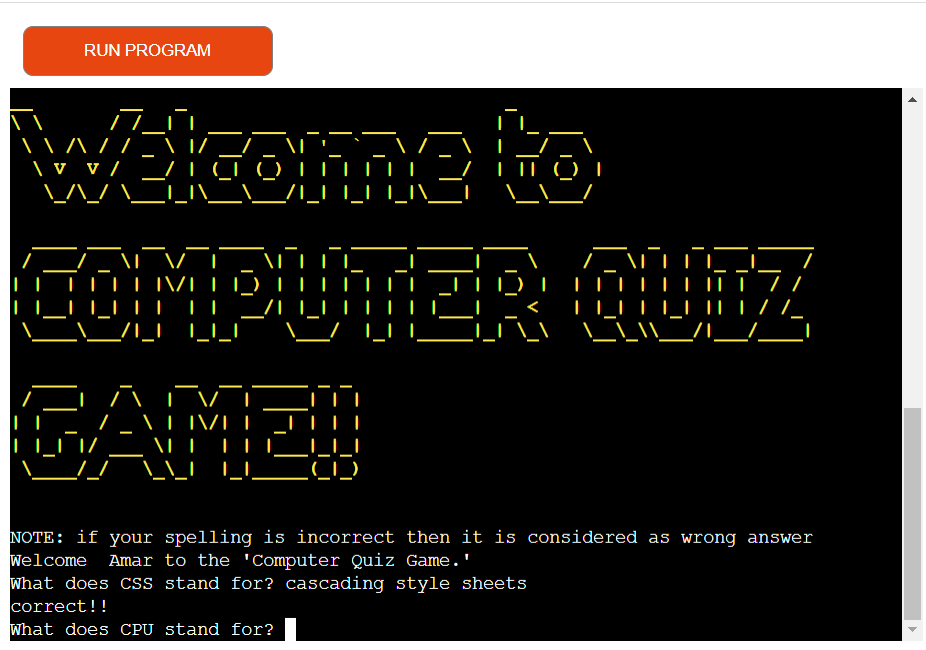 RUN PROGRAM
Welcome to
COMPUTER QUIZ
GAME!!
NOTE: if your spelling is incorrect then it is considered as wrong answer
Welcome  Amar to the 'Computer Quiz Game.'
What does CSS stand for? cascading style sheets
correct!!
What does CPU stand for?